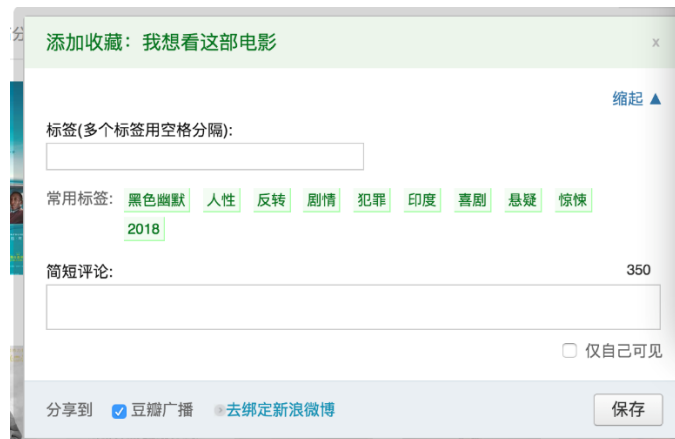 分
添加收藏：我想看这部电影
x
缩起 ▲
标签(多个标签用空格分隔):
常用标签: 黑色幽默 人性 反转 剧情 犯罪 印度 喜剧 悬疑 惊悚
2018
简短评论: 350
仅自己可见
分享到 豆瓣广播 去绑定新浪微博 保存